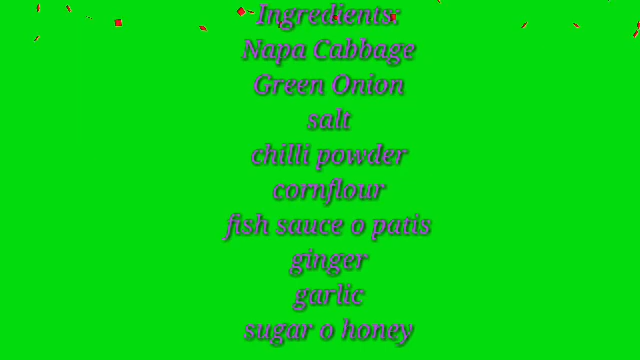 Ingredients:
Napa Cabbage
Green Onion
salt
chilli powder
cornflour
fish sauce o patis
ginger
garlic
sugar o honey